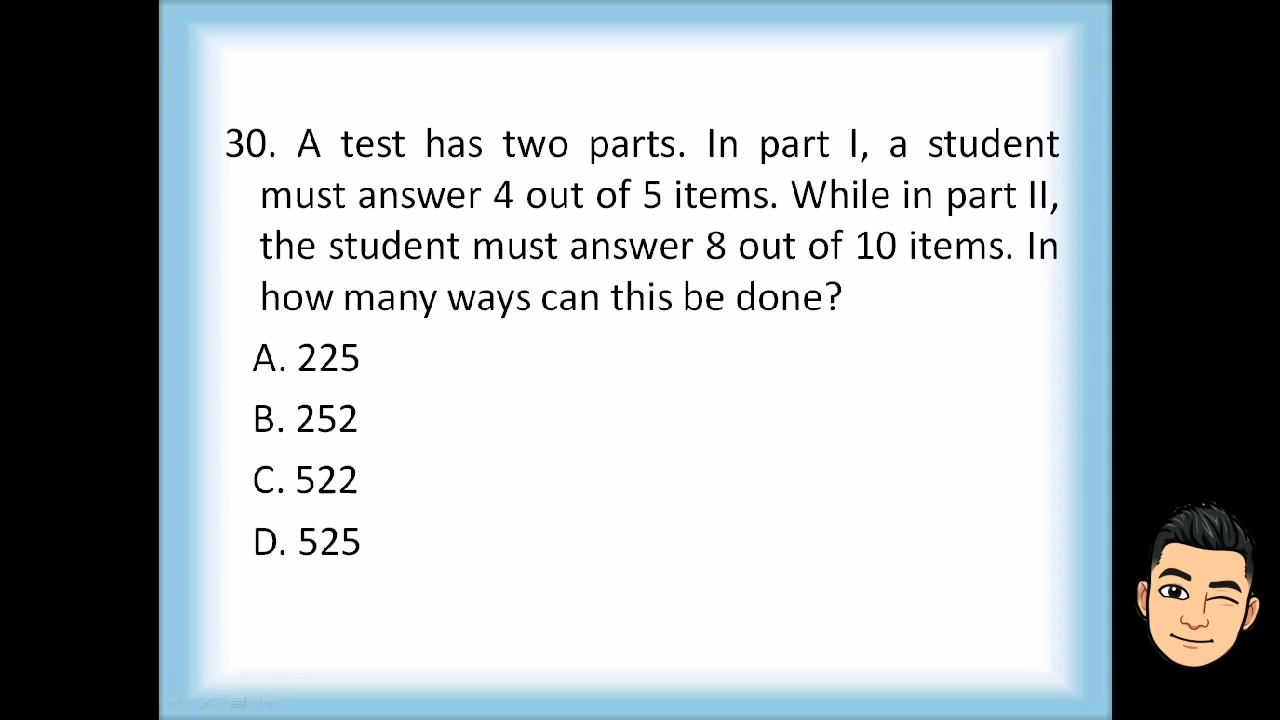 30. A test has two parts. In part I, a student
must answer 4 out of 5 items. While in part II,
the student must answer 8 out of 10 items. In
how many ways can this be done?
A. 225
B. 252
C. 522
D. 525